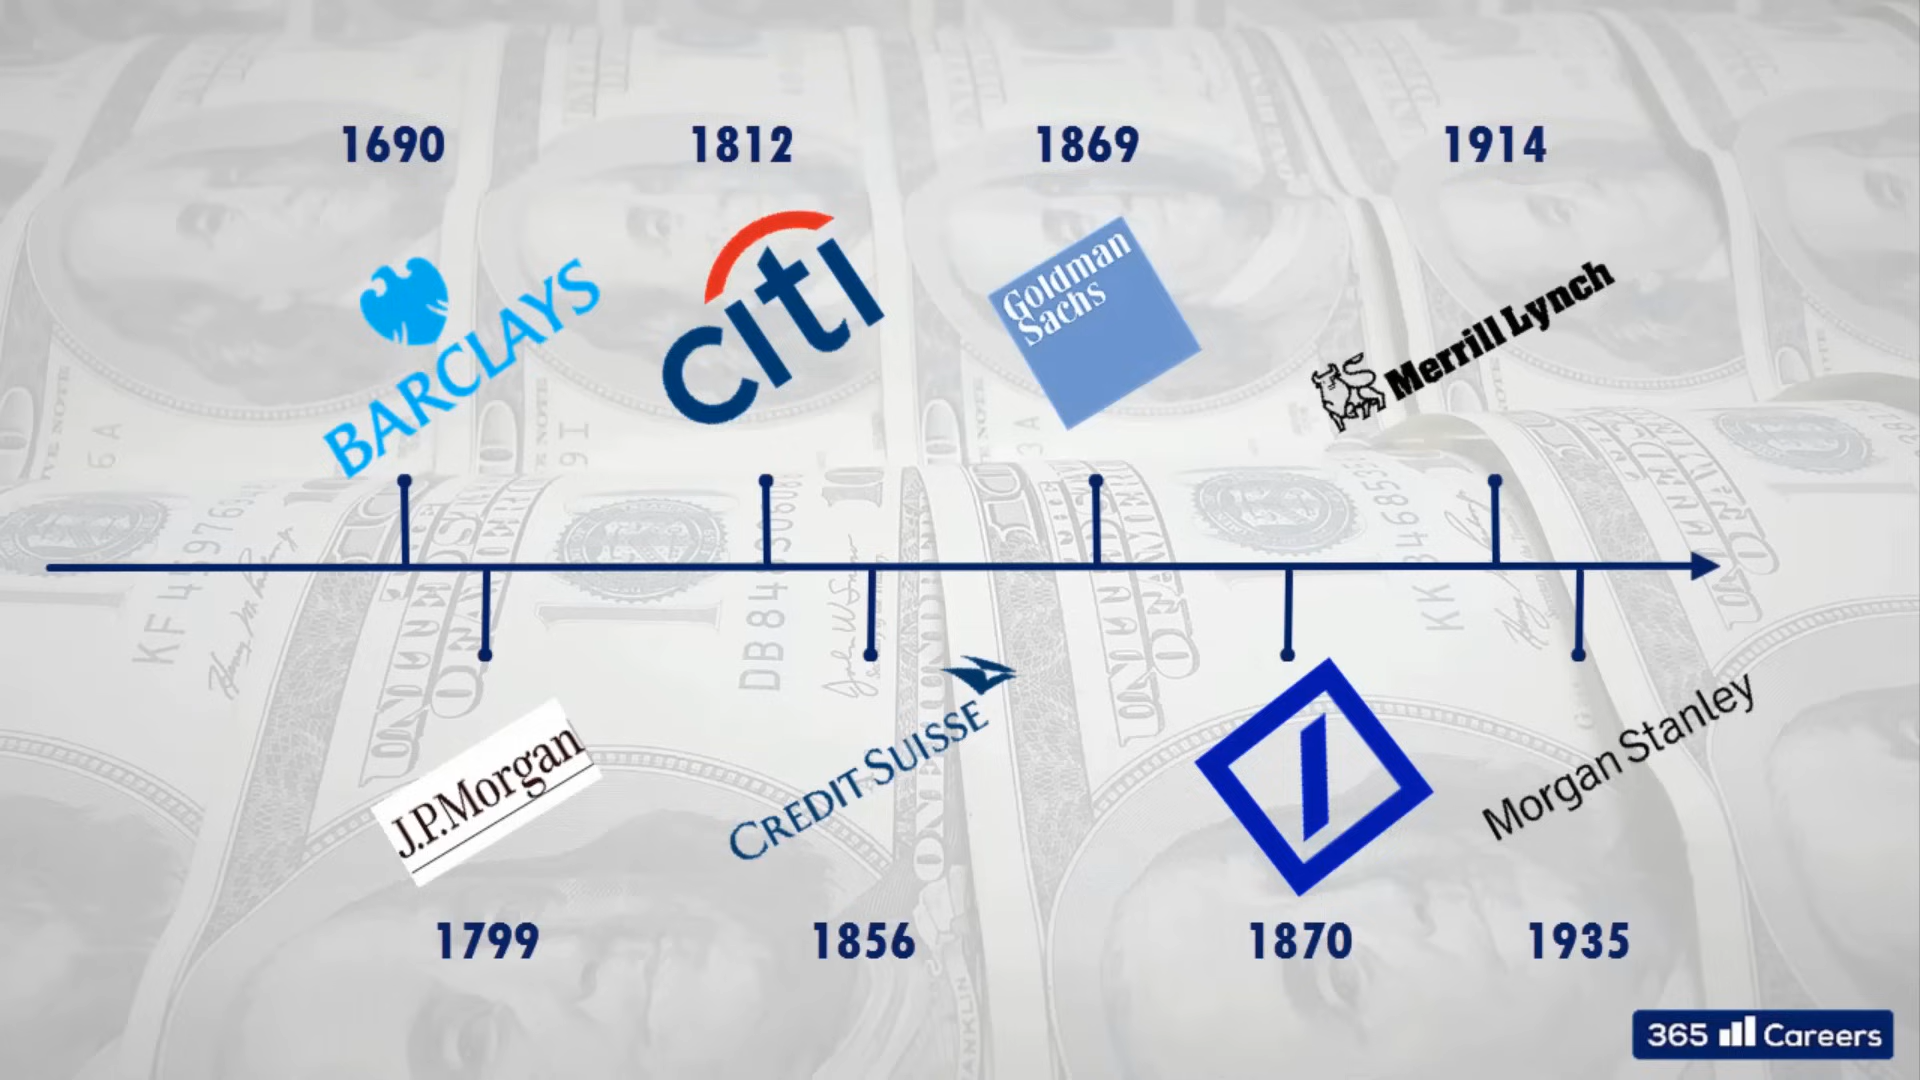 1690
1812
1869
1914
BARCLAYS
citi
Goldman
Sachs
Merrill Lynch
J.P.Morgan
CREDIT SUISSE
Morgan Stanley
1799
1856
1870
1935
365 Careers